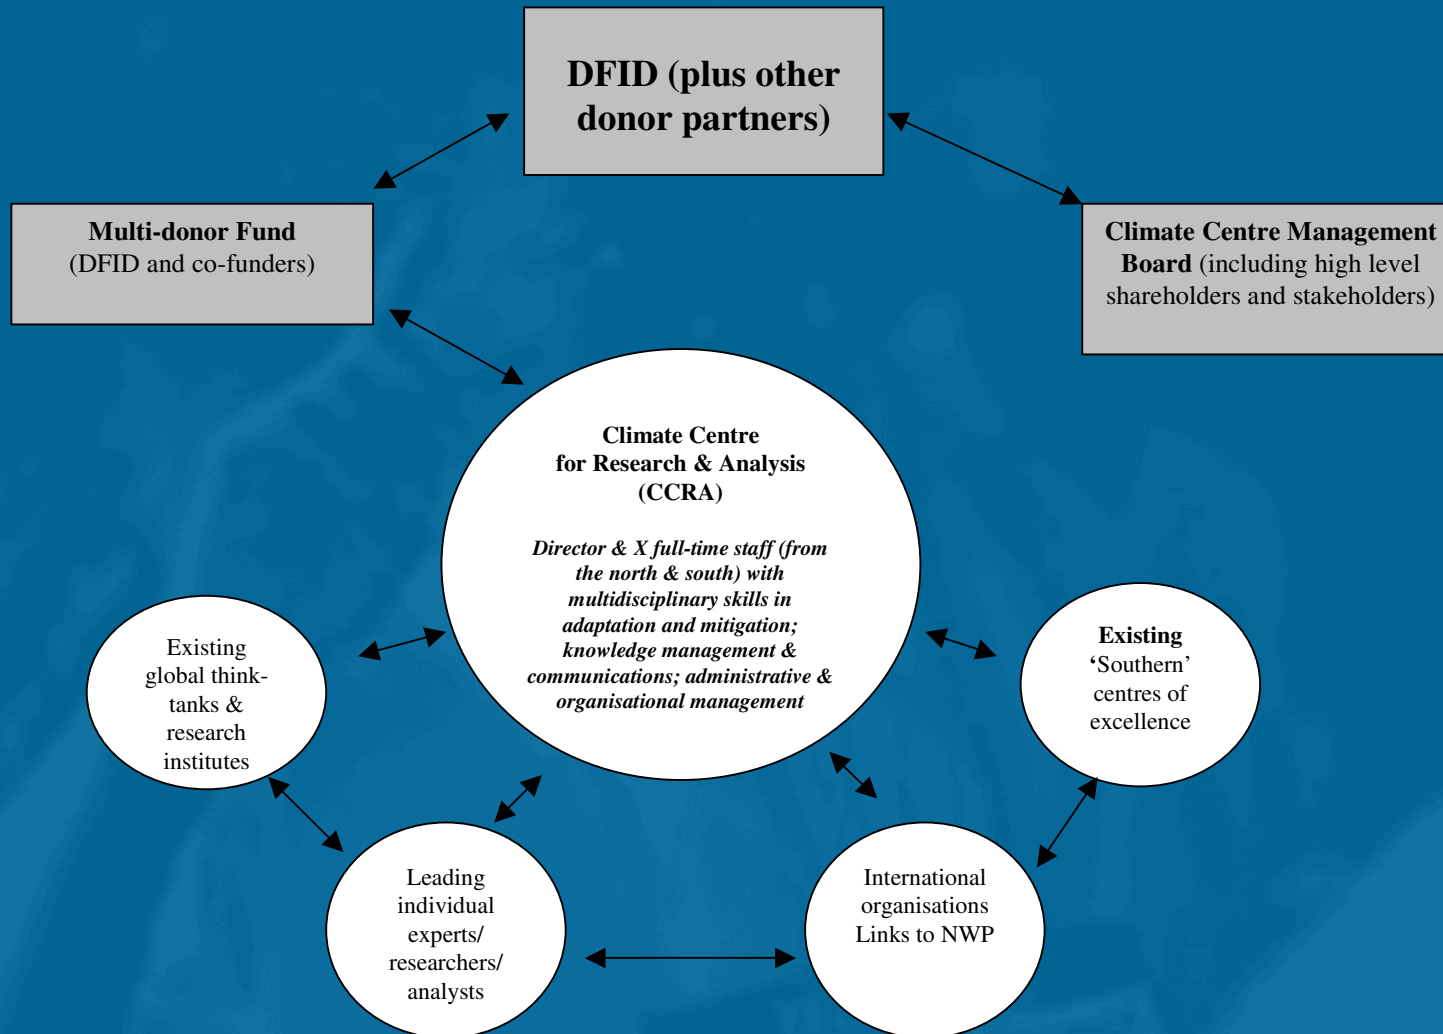 DFID (plus other
donor partners)
Multi-donor Fund
(DFID and co-funders)
Climate Centre Management
Board (including high level
shareholders and stakeholders)
Climate Centre
for Research & Analysis
(CCRA)
Director & X full-time staff (from
the north & south) with
multidisciplinary skills in
adaptation and mitigation;
knowledge management &
communications; administrative &
organisational management
Existing
global think-
tanks &
research
institutes
Existing
‘Southern’
centres of
excellence
Leading
individual
experts/
researchers/
analysts
International
organisations
Links to NWP